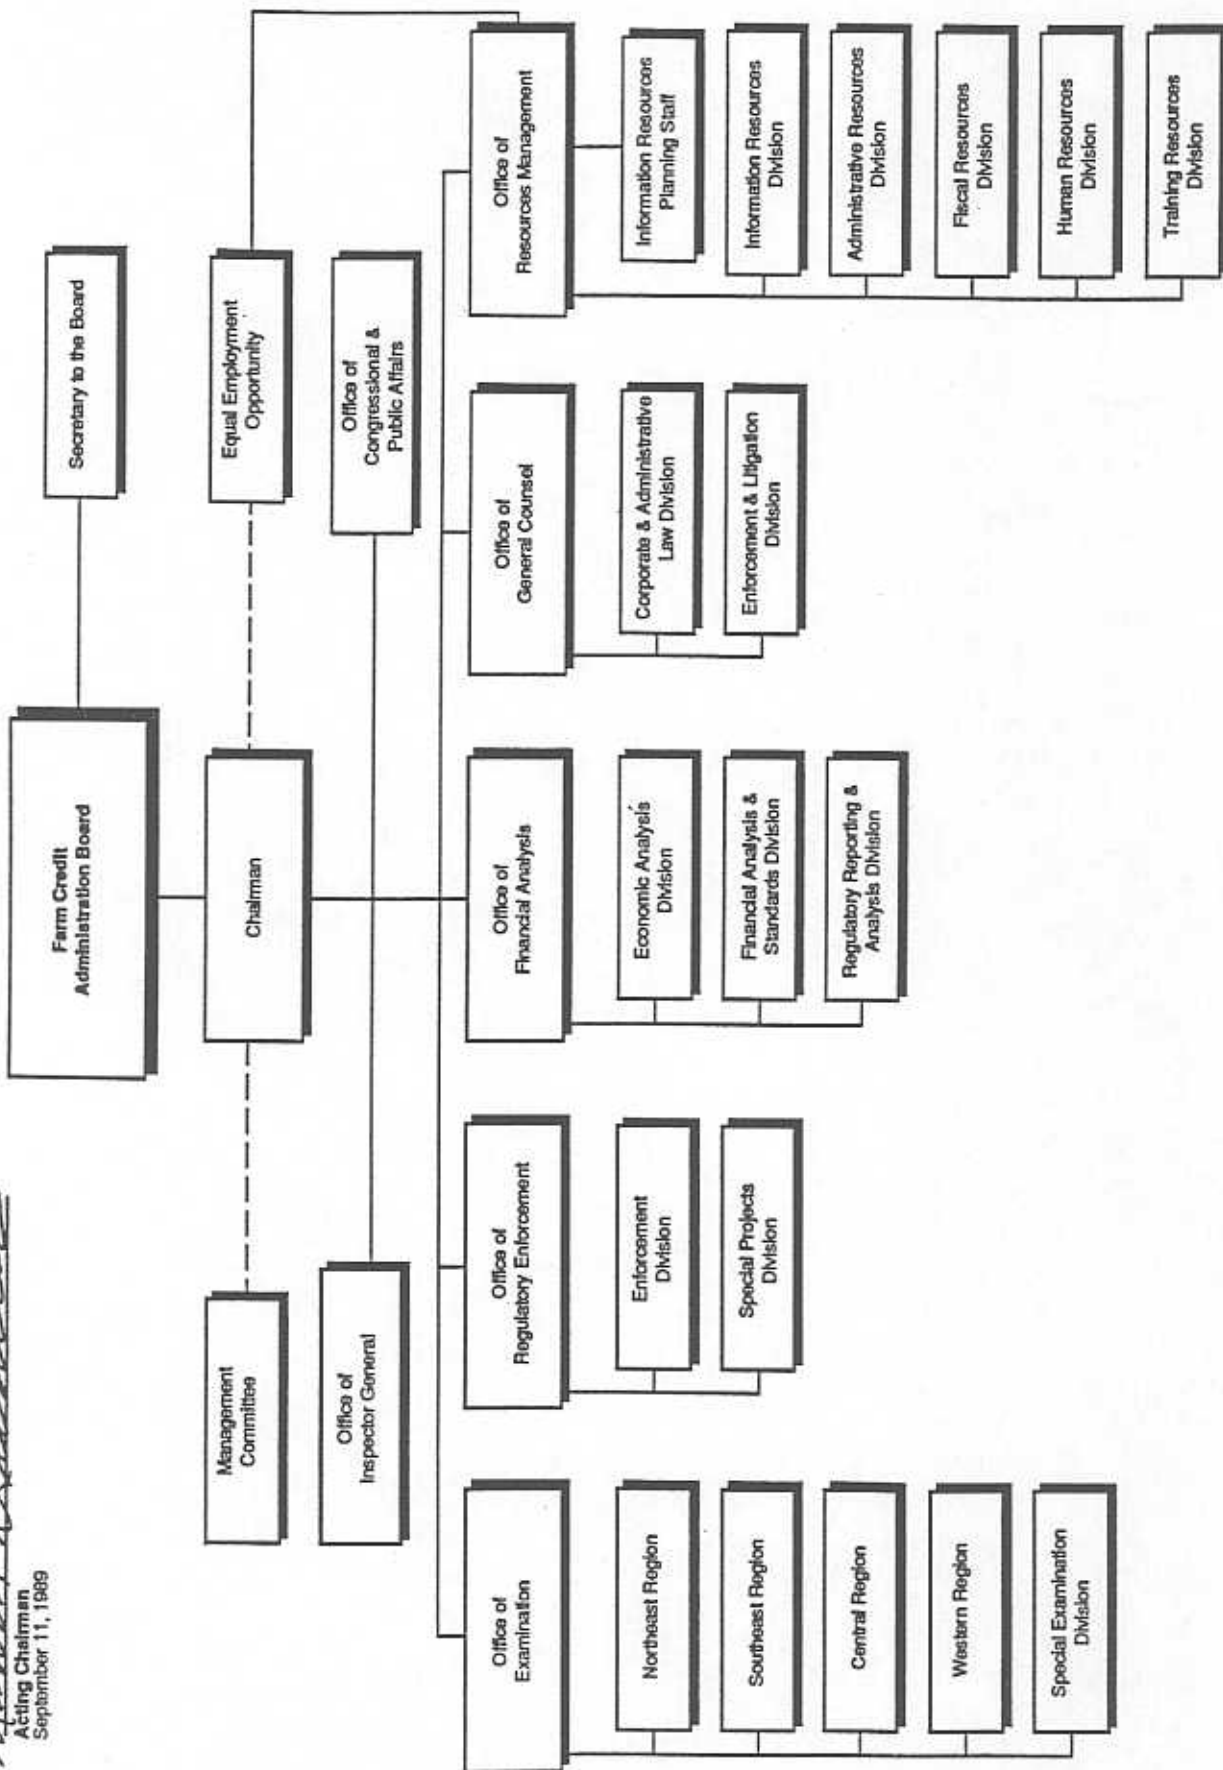 Acting Chairman
September 11, 1989
Farm Credit
Administration Board
Secretary to the Board
Chairman
Management
Committee
Equal Employment
Opportunity
Office of
Inspector General
Office of
Congressional &
Public Affairs
Office of
Examination
Northeast Region
Southeast Region
Central Region
Western Region
Special Examination
Division
Office of
Regulatory Enforcement
Enforcement
Division
Special Projects
Division
Office of
Financial Analysis
Economic Analysis
Division
Financial Analysis &
Standards Division
Regulatory Reporting &
Analysis Division
Office of
General Counsel
Corporate & Administrative
Law Division
Enforcement & Litigation
Division
Office of
Resources Management
Information Resources
Planning Staff
Information Resources
Division
Administrative Resources
Division
Fiscal Resources
Division
Human Resources
Division
Training Resources
Division